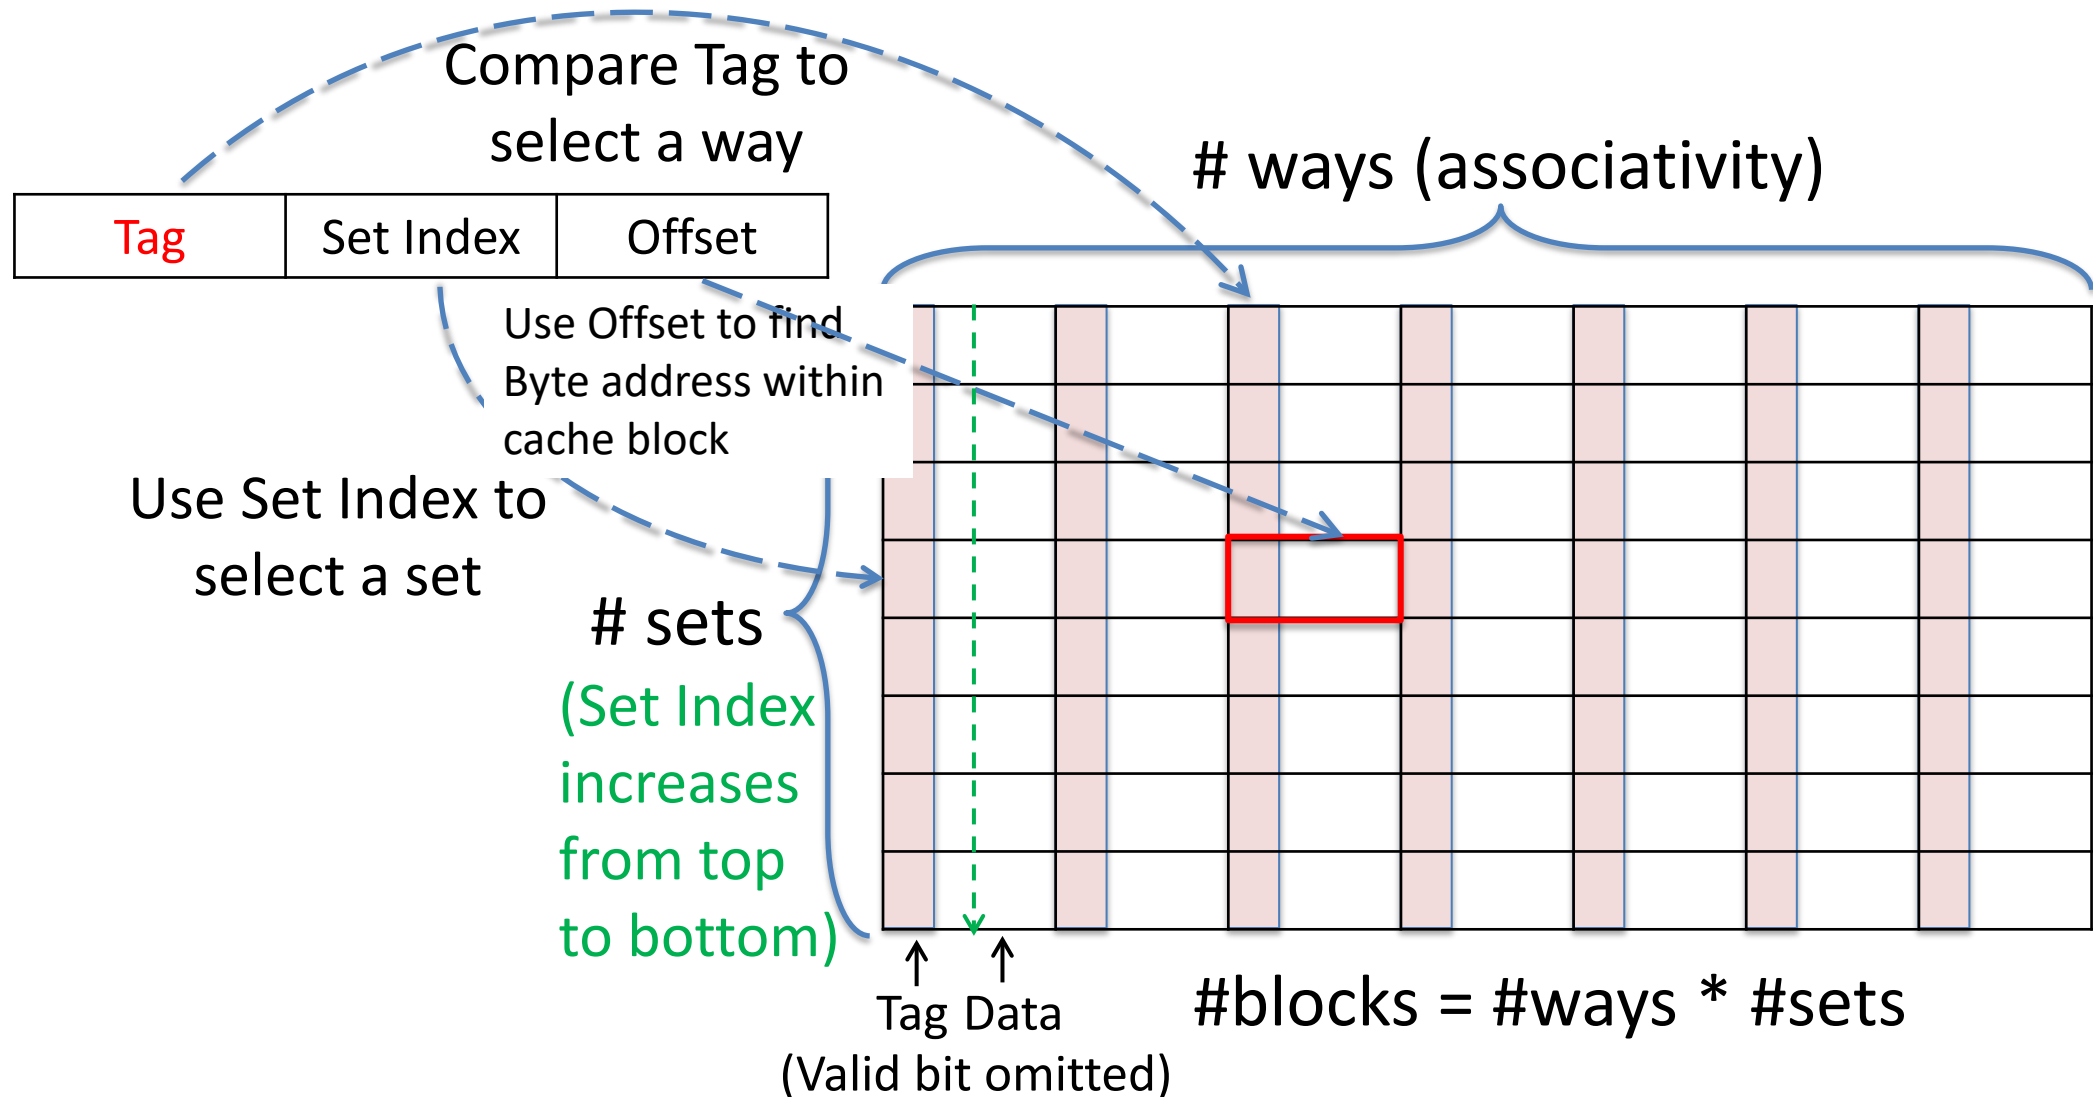 Compare Tag to
select a way
# ways (associativity)
Tag
Set Index
Offset
Use Offset to find
Byte address within
cache block
Use Set Index to
select a set
# sets
(Set Index
increases
from top
to bottom)
Tag
Data
(Valid bit omitted)
#blocks = #ways * #sets